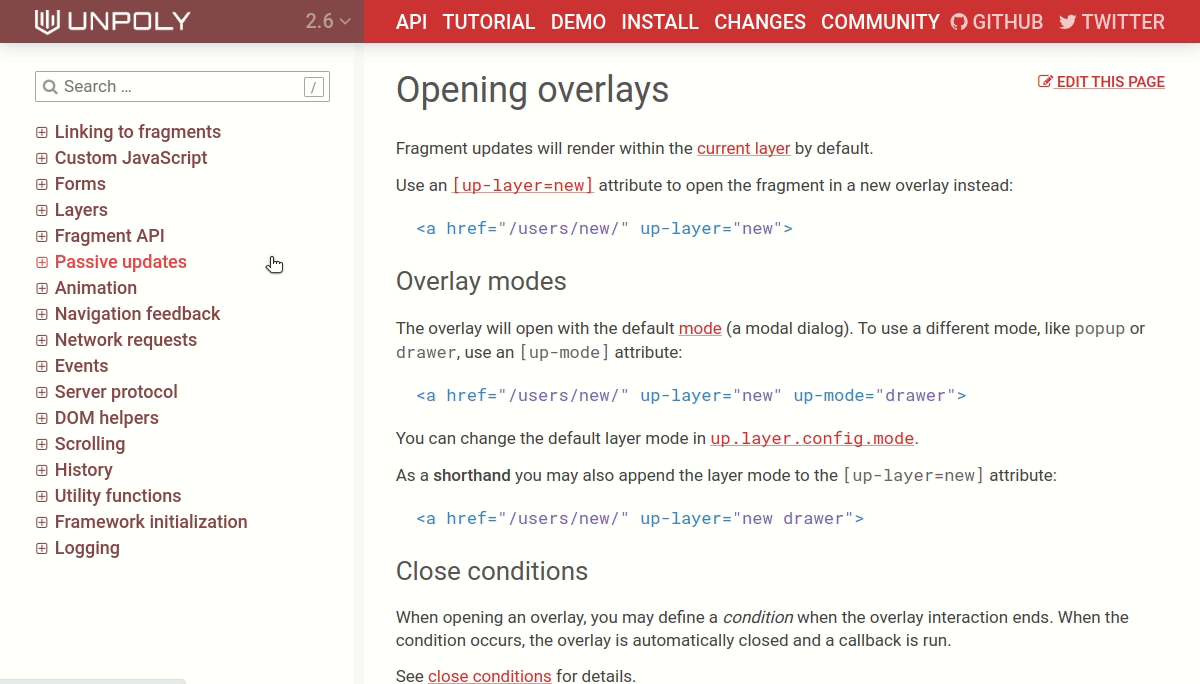 UNPOLY 2.6 API TUTORIAL DEMO INSTALL CHANGES COMMUNITY GITHUB TWITTER
Search … /
Linking to fragments
Custom JavaScript
Forms
Layers
Fragment API
Passive updates
Animation
Navigation feedback
Network requests
Events
Server protocol
DOM helpers
Scrolling
History
Utility functions
Framework initialization
Logging
Opening overlays
EDIT THIS PAGE
Fragment updates will render within the current layer by default.
Use an [up-layer=new] attribute to open the fragment in a new overlay instead:
<a href="/users/new/" up-layer="new">
Overlay modes
The overlay will open with the default mode (a modal dialog). To use a different mode, like popup or
drawer, use an [up-mode] attribute:
<a href="/users/new/" up-layer="new" up-mode="drawer">
You can change the default layer mode in up.layer.config.mode.
As a shorthand you may also append the layer mode to the [up-layer=new] attribute:
<a href="/users/new/" up-layer="new drawer">
Close conditions
When opening an overlay, you may define a condition when the overlay interaction ends. When the
condition occurs, the overlay is automatically closed and a callback is run.
See close conditions for details.